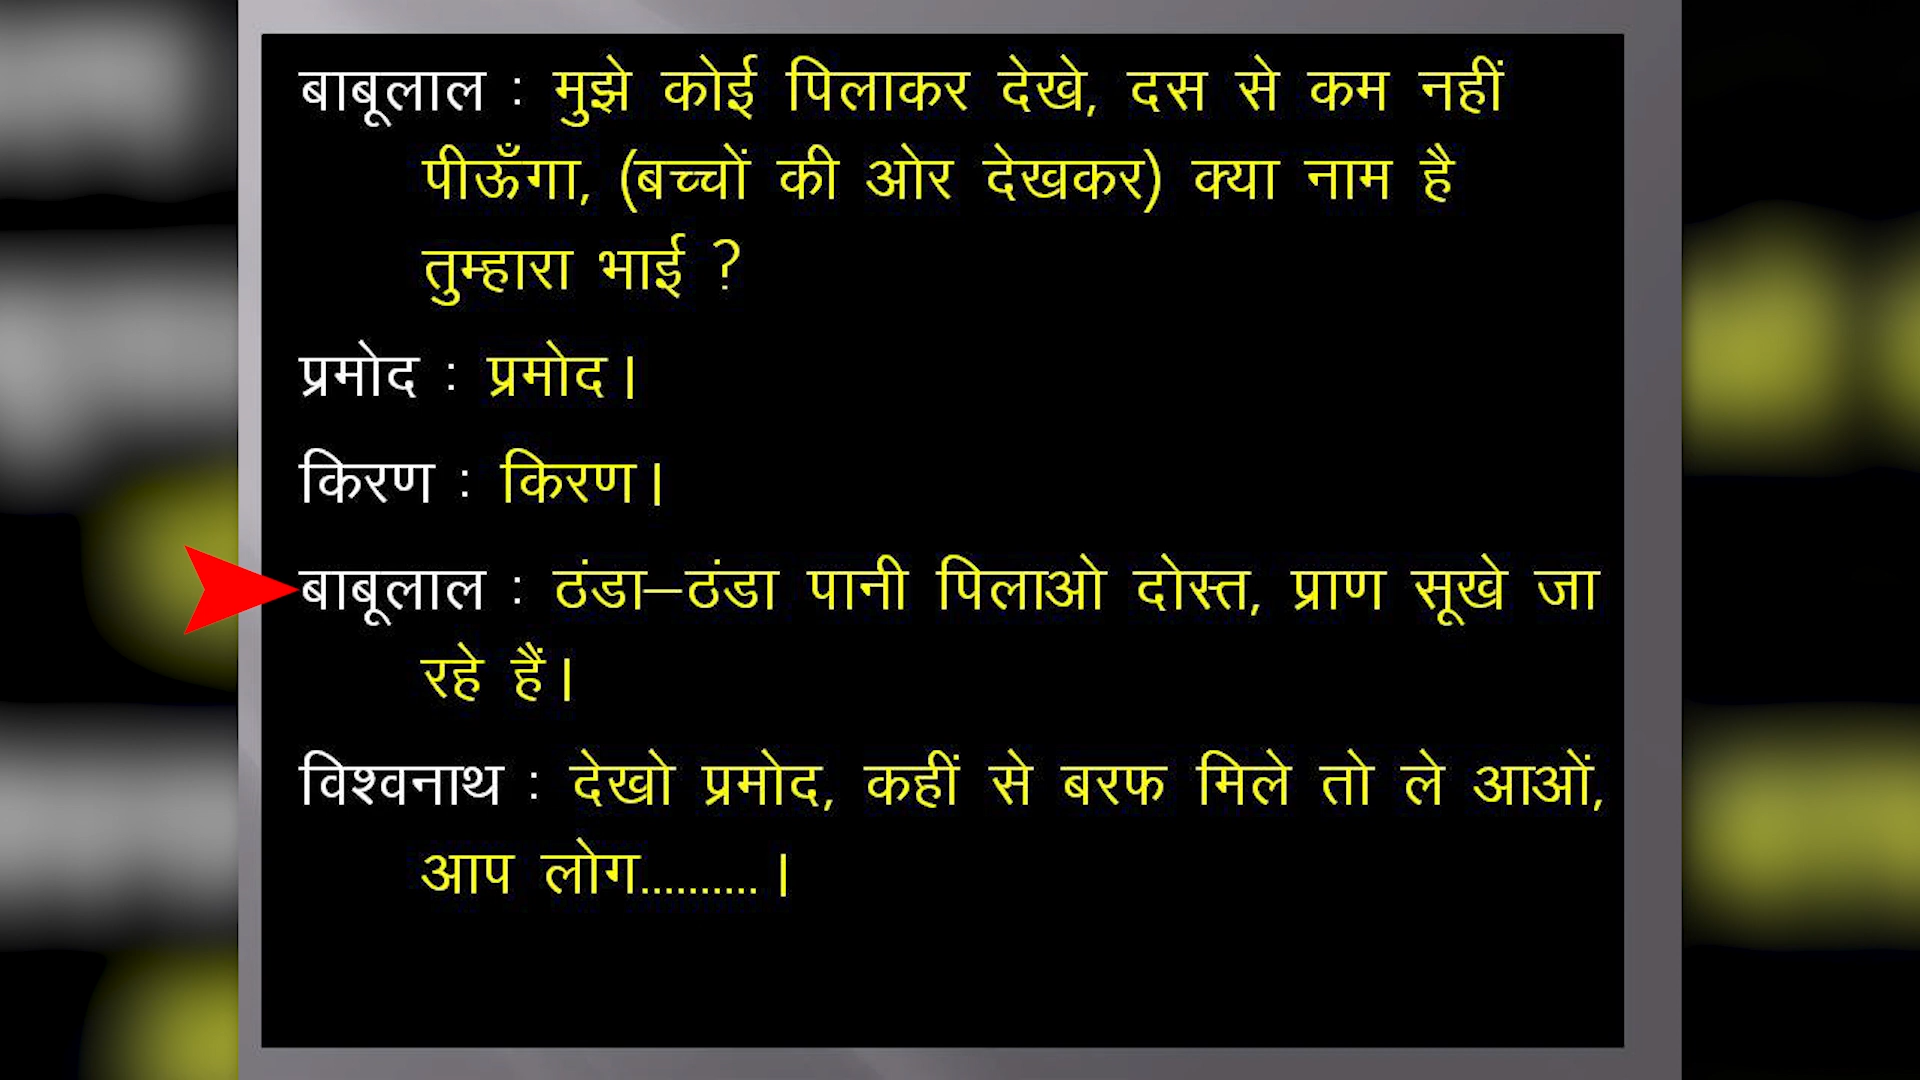 बाबूलाल : मुझे कोई पिलाकर देखे, दस से कम नहीं
पीऊँगा, (बच्चों की ओर देखकर) क्या नाम है
तुम्हारा भाई ?
प्रमोद : प्रमोद।
किरण : किरण।
बाबूलाल : ठंडा–ठंडा पानी पिलाओ दोस्त, प्राण सूखे जा
रहे हैं।
विश्वनाथ : देखो प्रमोद, कहीं से बरफ मिले तो ले आओं,
आप लोग.......... ।